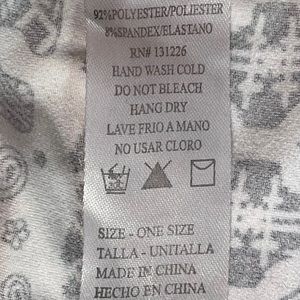 92%POLYESTER/POLIESTER
8%SPANDEX/ELASTANO
RN# 131226
HAND WASH COLD
DO NOT BLEACH
HANG DRY
LAVE FRIO A MANO
NO USAR CLORO
SIZE - ONE SIZE
TALLA - UNITALLA
MADE IN CHINA
HECHO EN CHINA